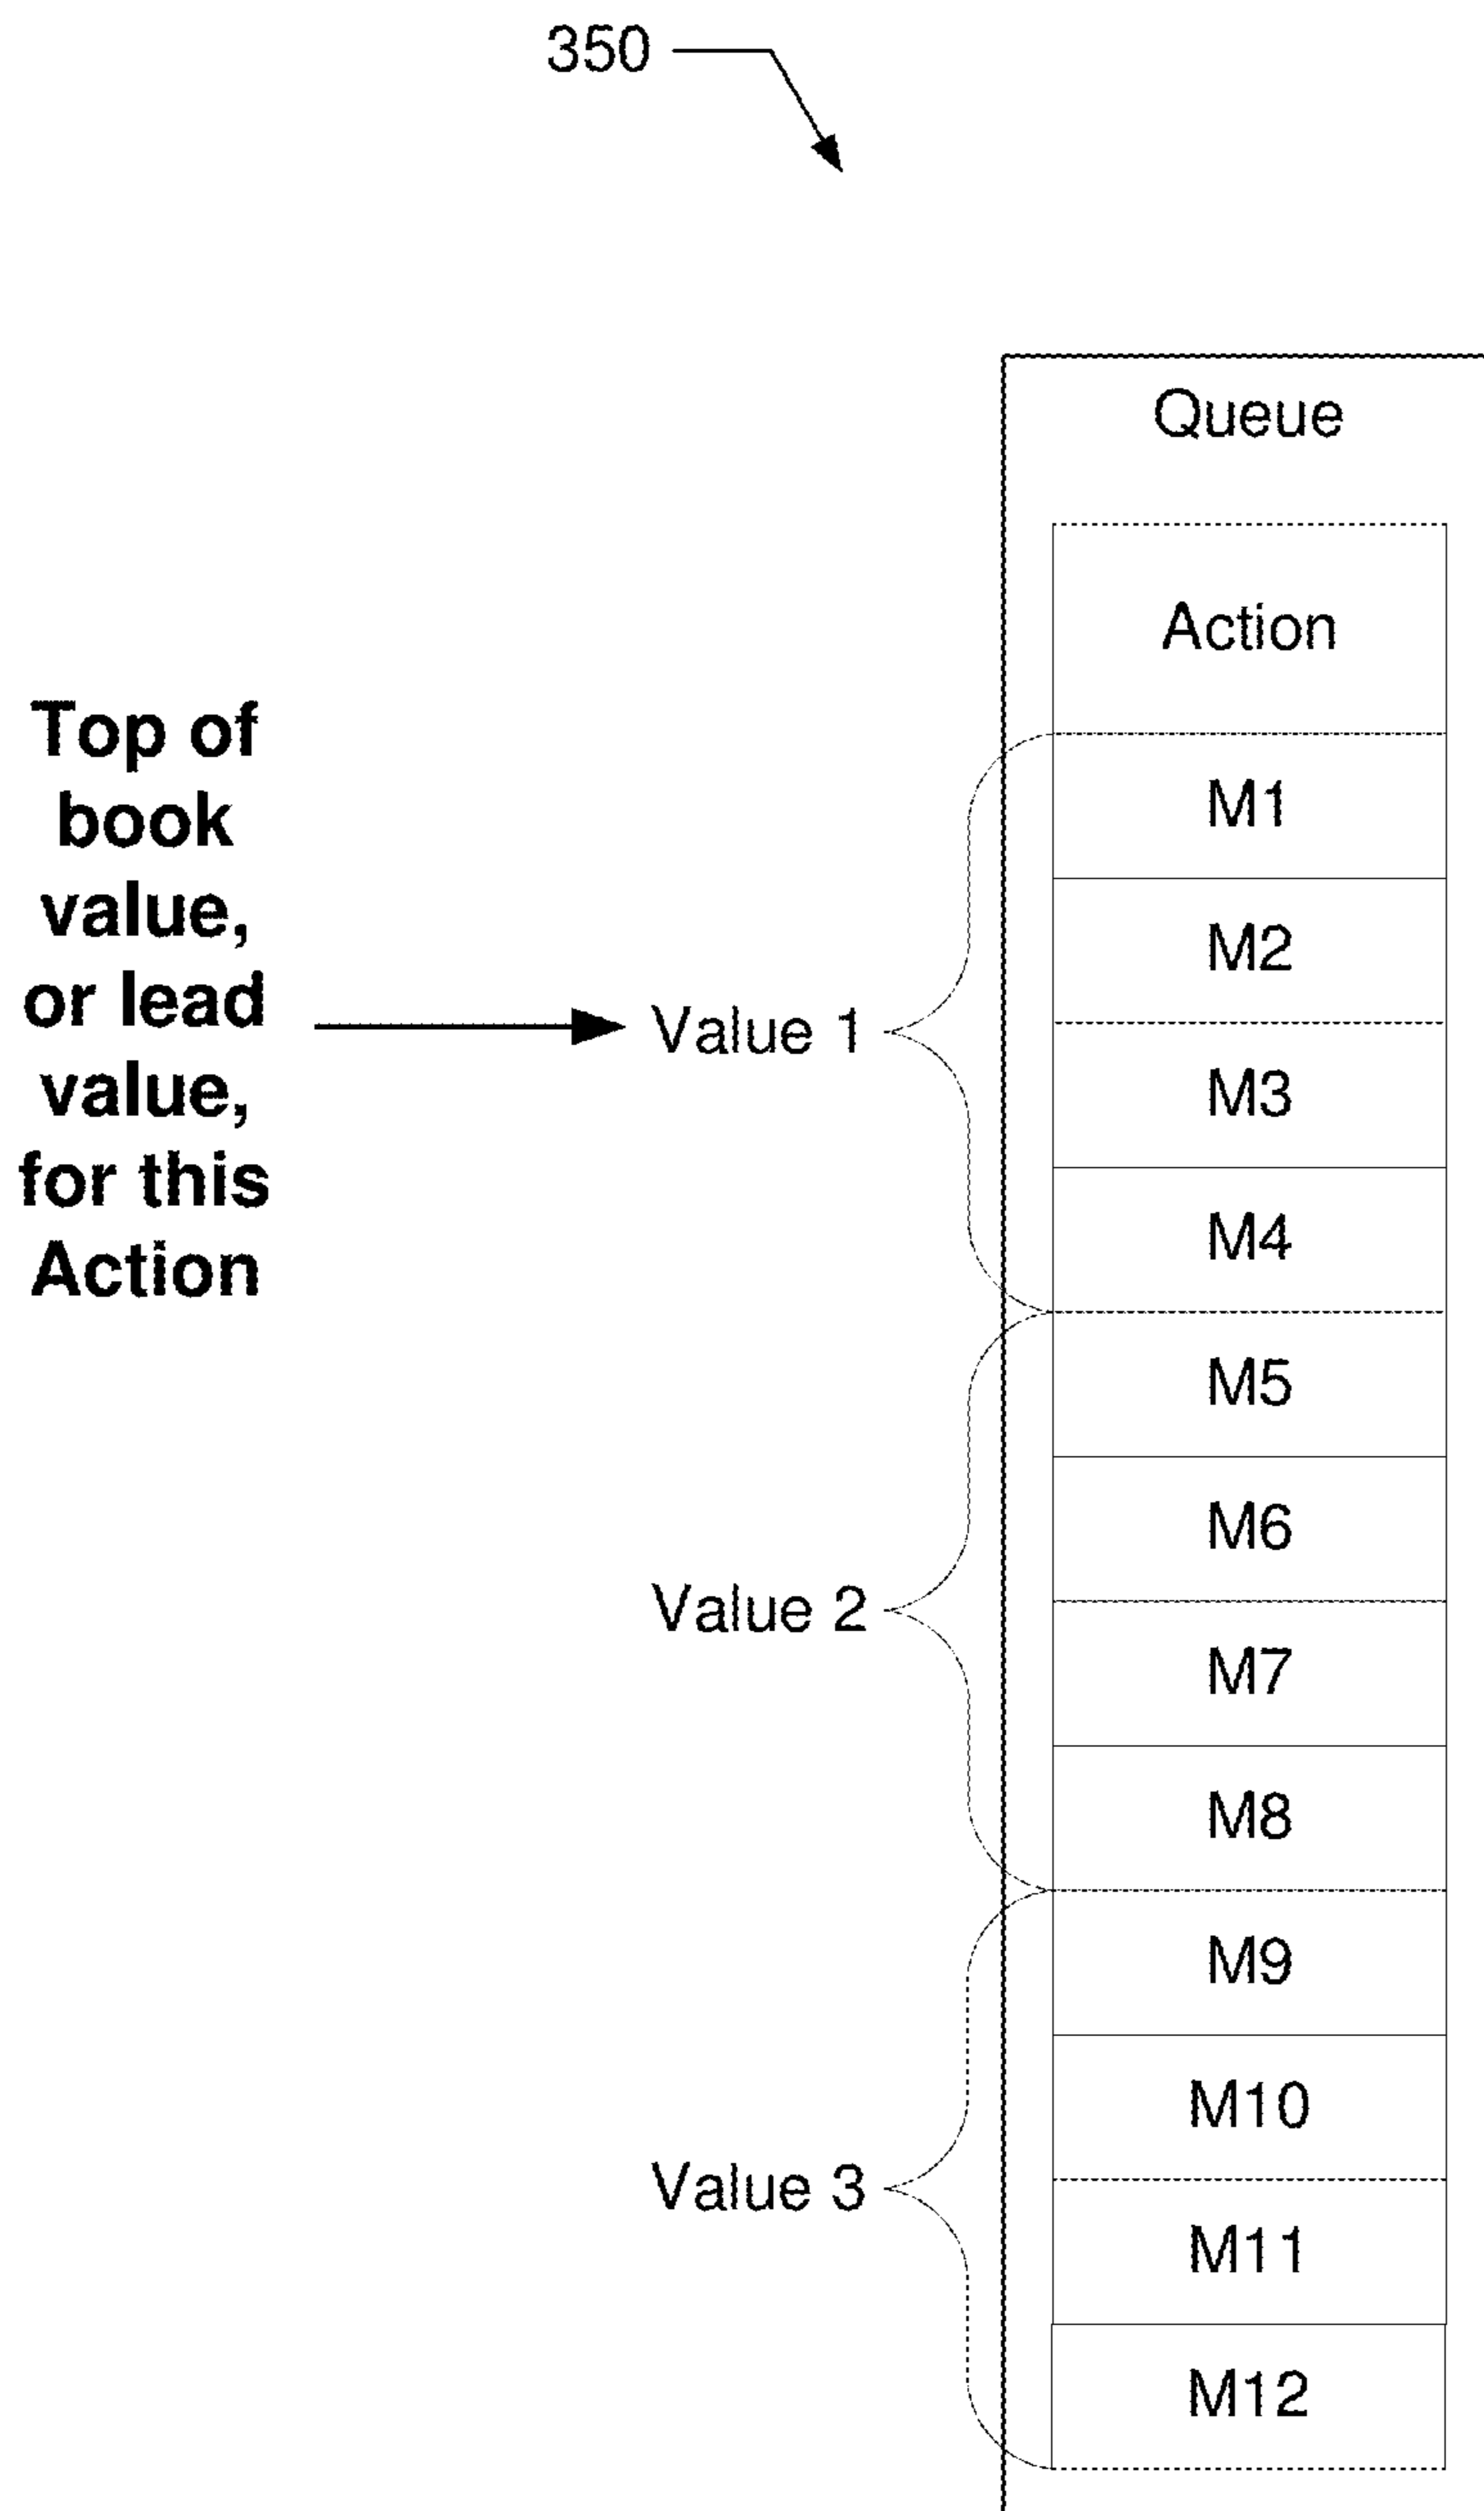 350
Queue
Action
Top of
book
value,
or lead
value,
for this
Action
Value 1
M1
M2
M3
M4
Value 2
M5
M6
M7
M8
Value 3
M9
M10
M11
M12